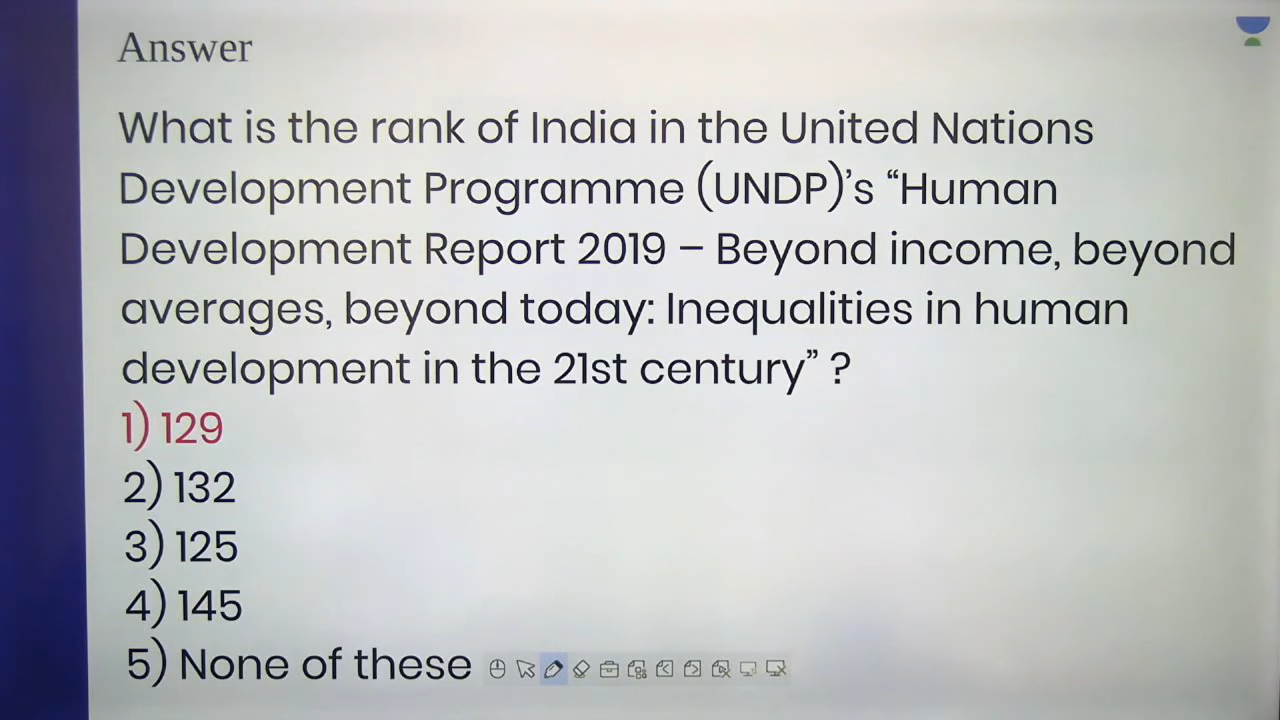 Answer
What is the rank of India in the United Nations
Development Programme (UNDP)’s “Human
Development Report 2019 – Beyond income, beyond
averages, beyond today: Inequalities in human
development in the 21st century” ?
1) 129
2) 132
3) 125
4) 145
5) None of these